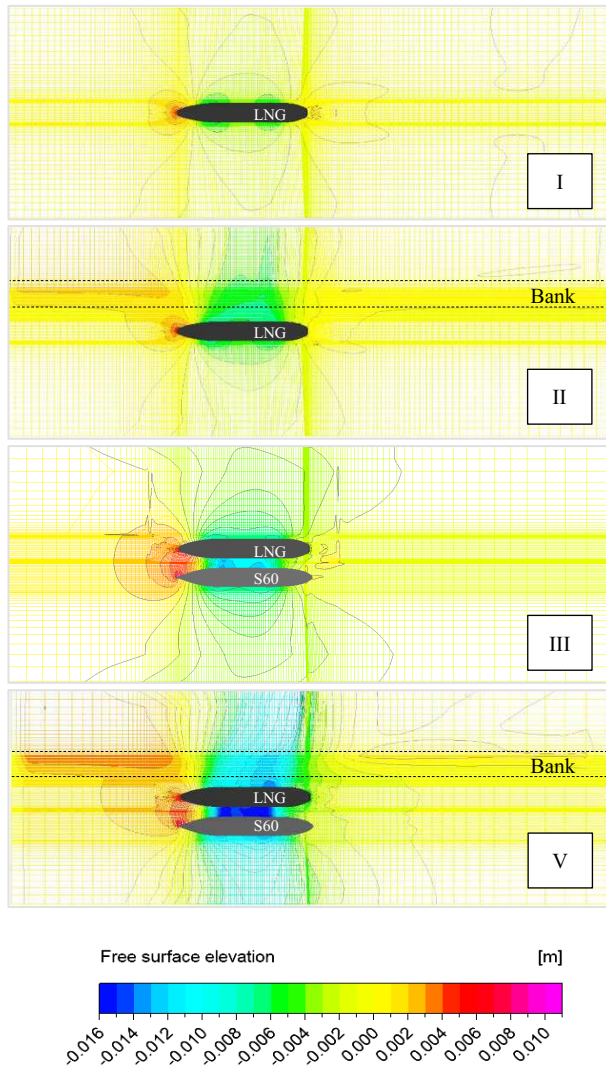 LNG
I
Bank
LNG
II
LNG
S60
III
Bank
LNG
S60
V
Free surface elevation [m]
-0.016 -0.014 -0.012 -0.010 -0.008 -0.006 -0.004 -0.002 0.000 0.002 0.004 0.006 0.008 0.010